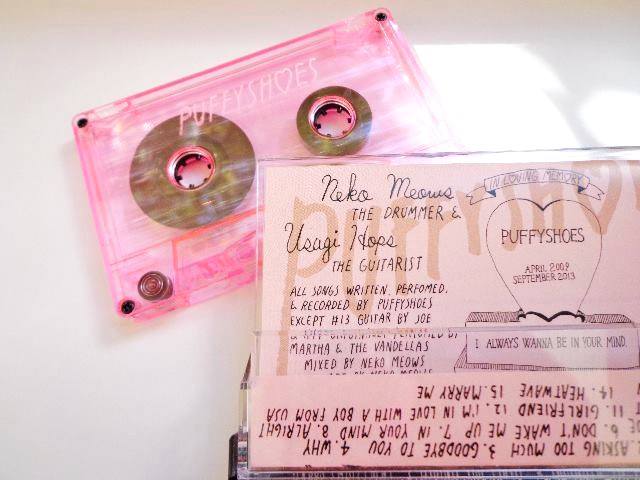 PUFFYSHOES
Neko Meows
THE DRUMMER &
Usagi Hops
THE GUITARIST
ALL SONGS WRITTEN, PERFOMED,
& RECORDED BY PUFFYSHOES
EXCEPT #13 GUITAR BY JOE
MARTHA & THE VANDELLAS
MIXED BY NEKO MEOWS
BY NEKO MEOWS
IN LOVING MEMORY
PUFFYSHOES
APRIL 2009
SEPTEMBER 2013
I ALWAYS WANNA BE IN YOUR MIND.
ASKING TOO MUCH 3. GOODBYE TO YOU 4. WHY
6. DON'T WAKE ME UP 7. IN YOUR MIND 8. ALRIGHT
11. GIRLFRIEND 12. I'M IN LOVE WITH A BOY FROM USA
14. HEATWAVE 15. MARRY ME